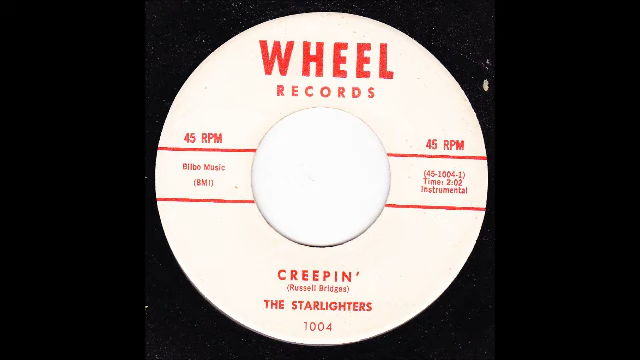 WHEEL
RECORDS
45 RPM
45 RPM
Bilbo Music
(BMI)
(45-1004-1)
Time: 2:02
Instrumental
CREEPIN'
(Russell Bridges)
THE STARLIGHTERS
1004